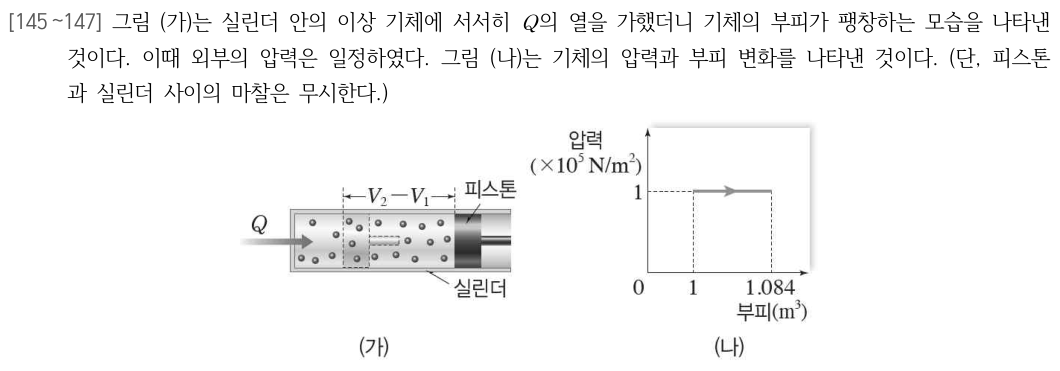 [145~147] 그림 (가)는 실린더 안의 이상 기체에 서서히 Q의 열을 가했더니 기체의 부피가 팽창하는 모습을 나타낸
것이다. 이때 외부의 압력은 일정하였다. 그림 (나)는 기체의 압력과 부피 변화를 나타낸 것이다. (단, 피스톤
과 실린더 사이의 마찰은 무시한다.)
Q
V₂-V₁
피스톤
실린더
(가)
압력
(×10⁵ N/m²)
1
0 1 1.084
부피(m³)
(나)